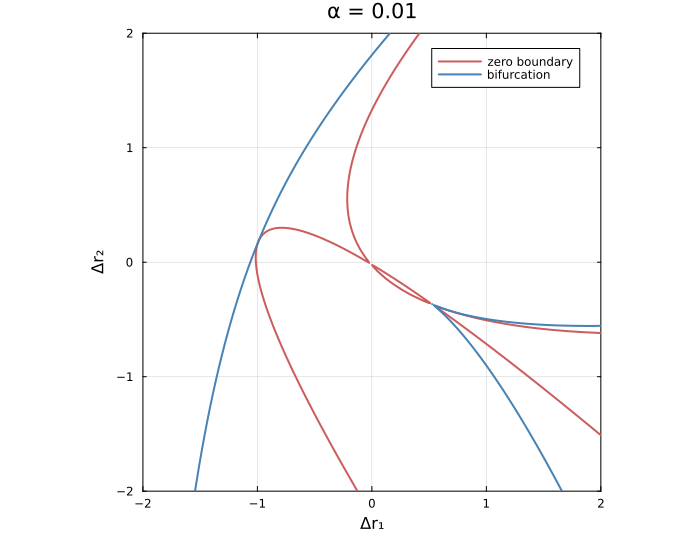 α = 0.01
zero boundary
bifurcation
2
1
0
−1
−2
Δr₂
−2
−1
0
1
2
Δr₁